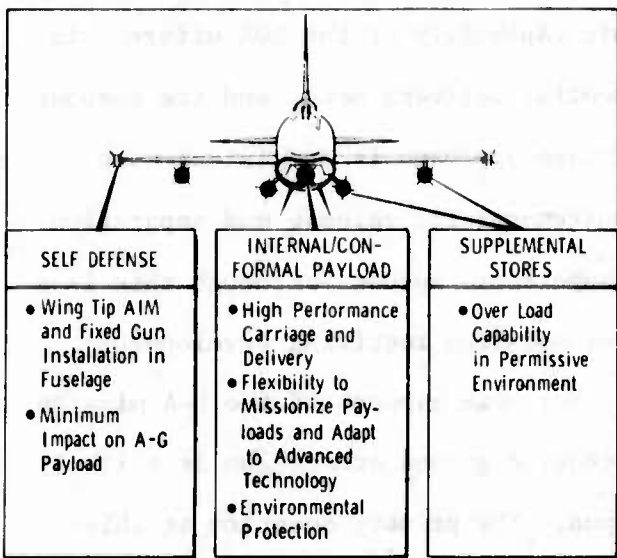 SELF DEFENSE
● Wing Tip AIM
and Fixed Gun
Installation in
Fuselage
● Minimum
Impact on A-G
Payload
INTERNAL/CON-
FORMAL PAYLOAD
● High Performance
Carriage and
Delivery
● Flexibility to
Missionize Pay-
loads and Adapt
to Advanced
Technology
● Environmental
Protection
SUPPLEMENTAL
STORES
● Over Load
Capability
in Permissive
Environment